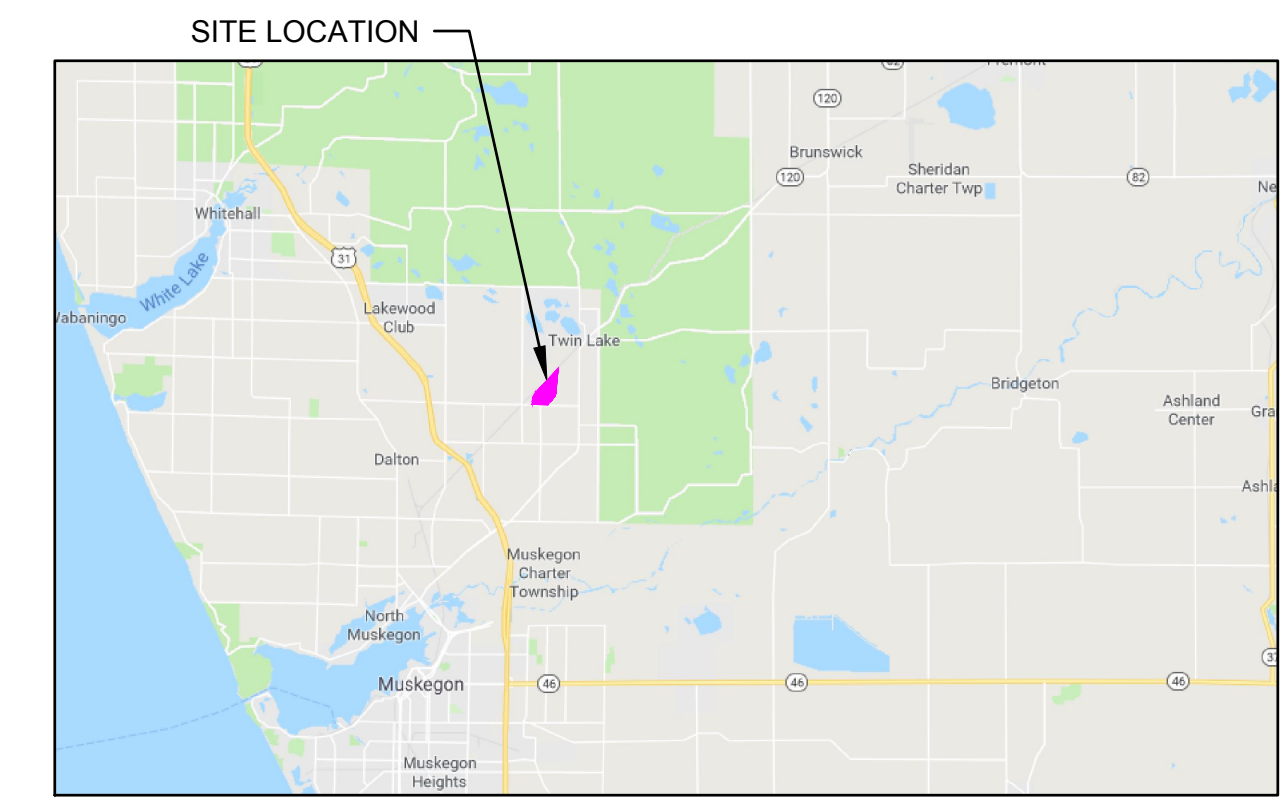 SITE LOCATION
120
Brunswick
Sheridan
Charter Twp
120
82
Whitehall
31
White Lake
Lakewood
Club
Twin Lake
Bridgeton
Ashland
Center
Dalton
Muskegon
Charter
Township
North
Muskegon
Muskegon
46
46
46
Muskegon
Heights